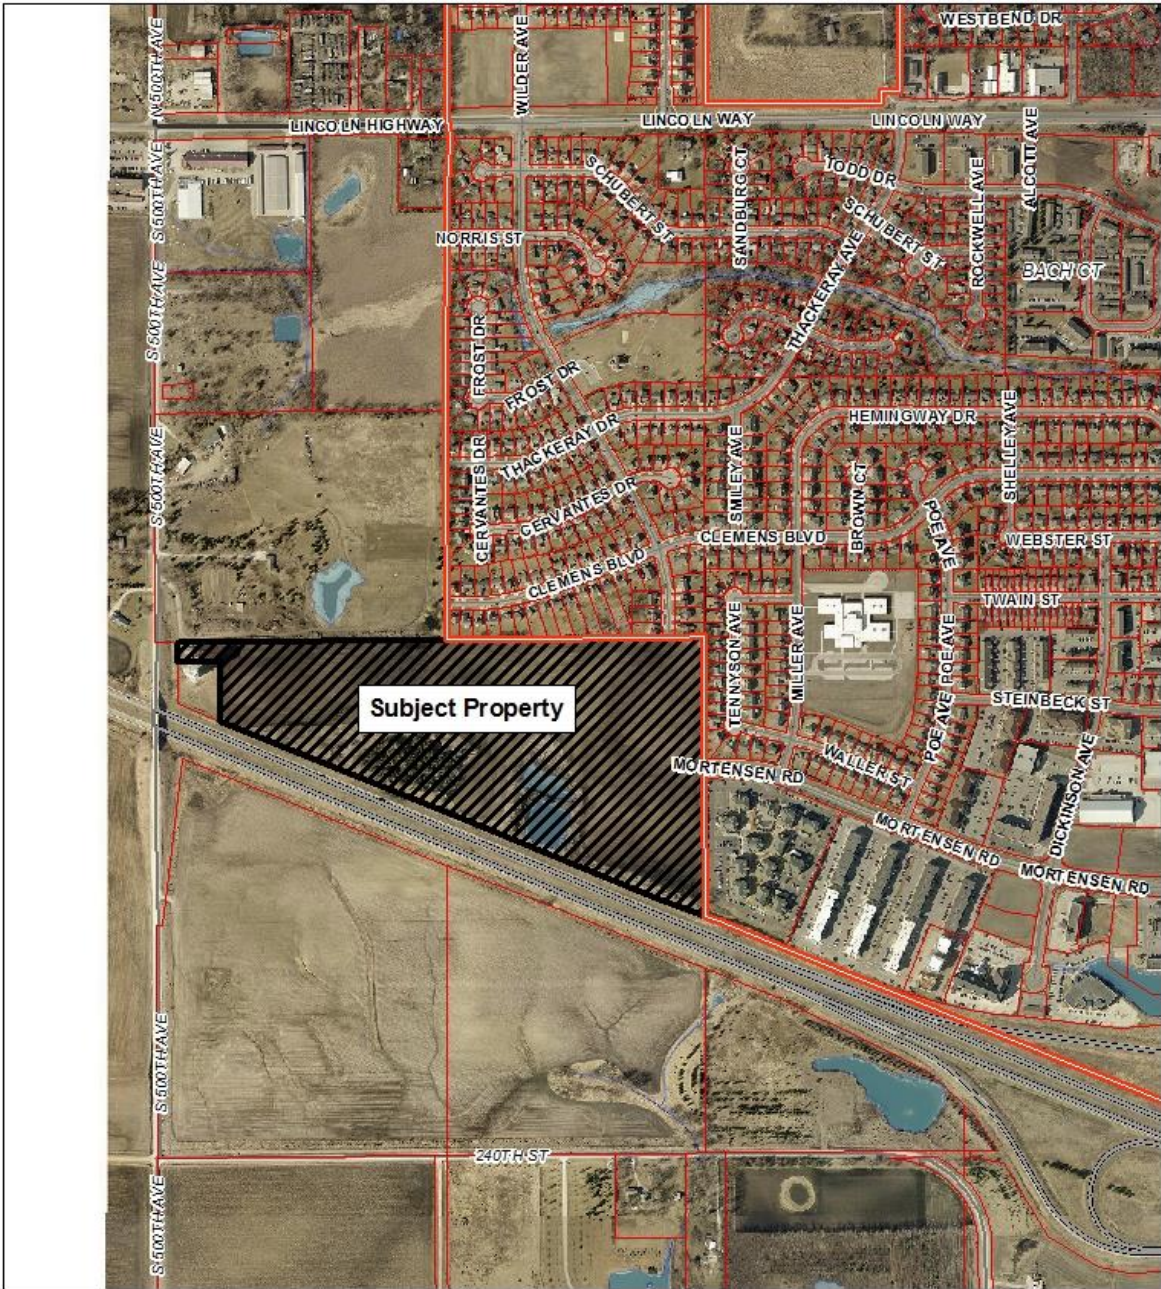 WESTBEND DR
N 500TH AVE
WILDER AVE
LINCOLN HIGHWAY
LINCOLN WAY
LINCOLN WAY
ALCOTT AVE
S 500TH AVE
SCHUBERT ST
SANDBURG CT
TODD DR
SCHUBERT ST
ROCKWELL AVE
NORRIS ST
THACKERAY AVE
BACH CT
S 500TH AVE
FROST DR
FROST DR
HEMINGWAY DR
SHELLEY AVE
THACKERAY DR
SMILEY AVE
S 500TH AVE
CERVANTES DR
CERVANTES DR
BROWN CT
POE AVE
CLEMENS BLVD
WEBSTER ST
CLEMENS BLVD
TWAIN ST
TENNYSON AVE
MILLER AVE
POE AVE
POE AVE
STEINBECK ST
Subject Property
WALLER ST
MORTENSEN RD
DICKINSON AVE
MORTENSEN RD
MORTENSEN RD
S 500TH AVE
240TH ST
S 500TH AVE